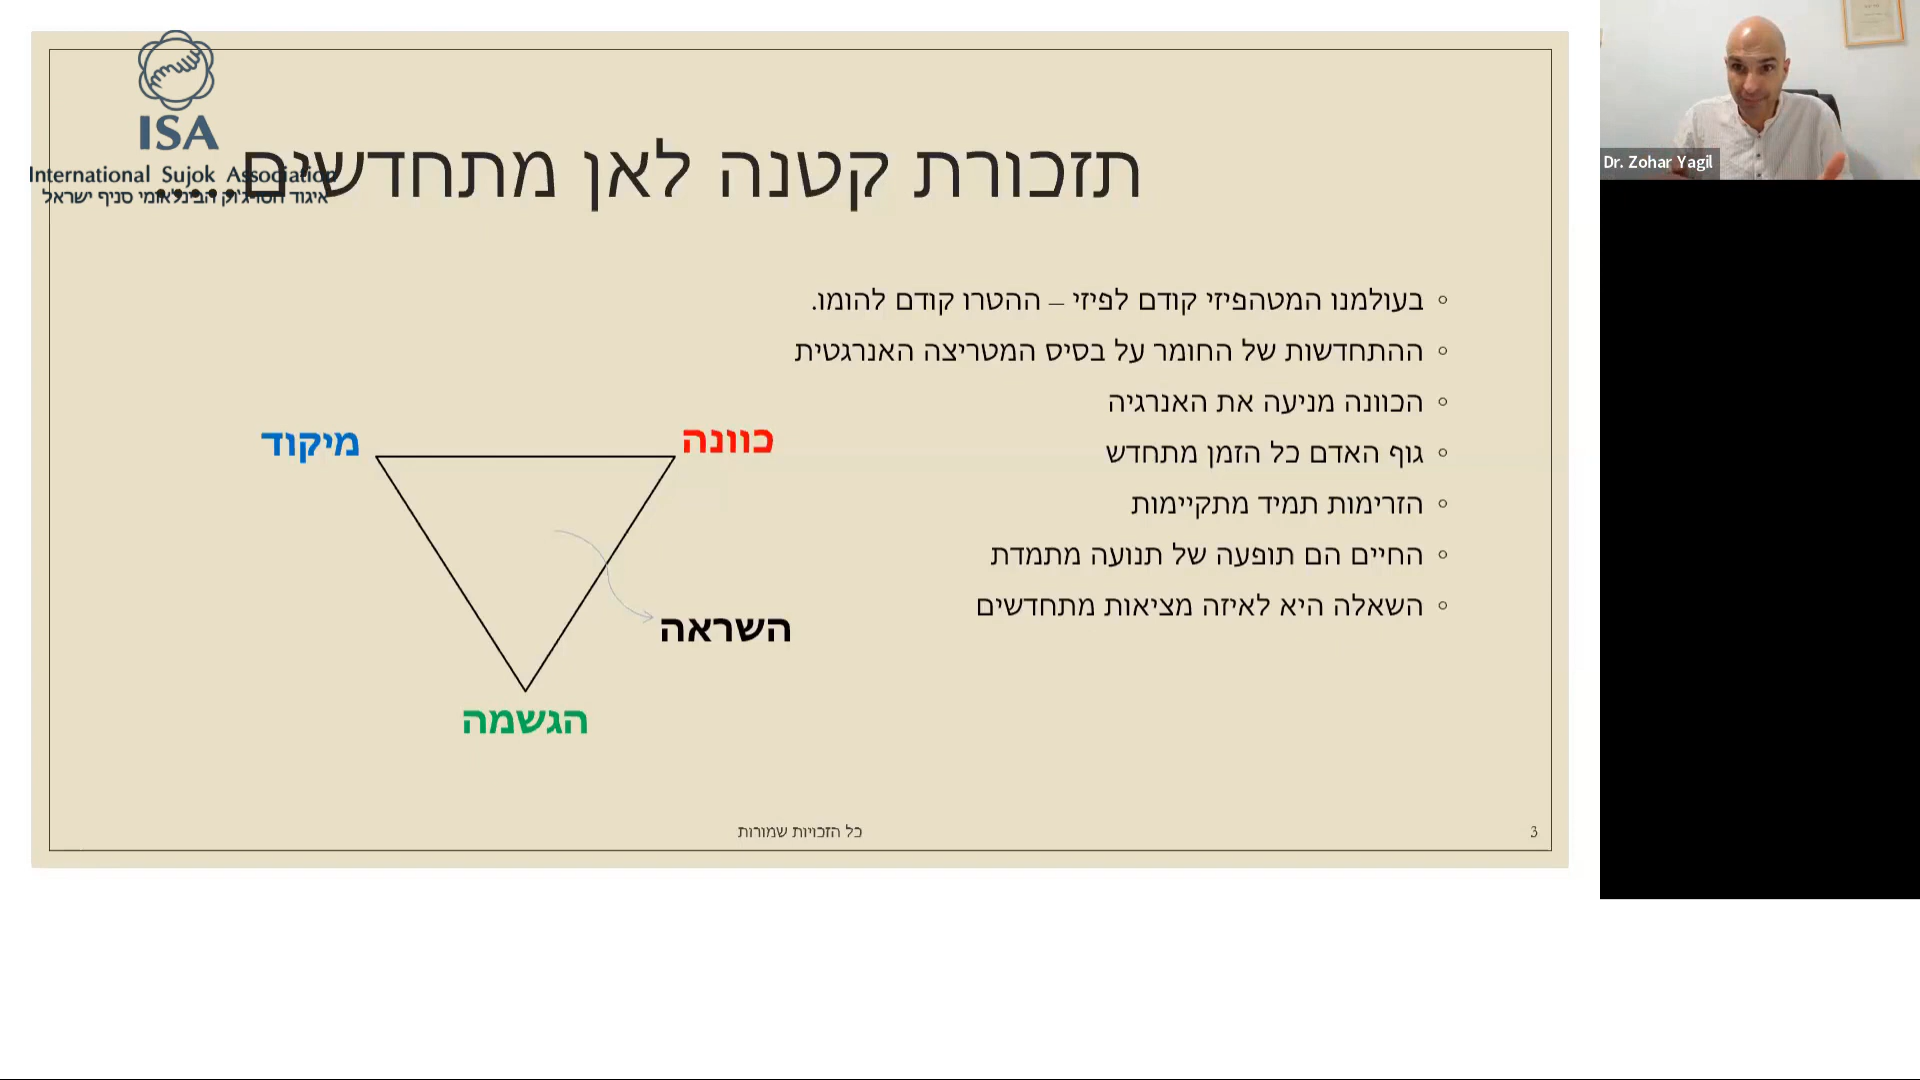 ISA
International Sujok Association
איגוד הסו-ג'וק הבינלאומי סניף ישראל
תזכורת קטנה לאן מתחדשים.....
בעולמנו המטהפיזי קודם לפיזי – ההטרו קודם להומו.
ההתחדשות של החומר על בסיס המטריצה האנרגטית
הכוונה מניעה את האנרגיה
גוף האדם כל הזמן מתחדש
הזרימות תמיד מתקיימות
החיים הם תופעה של תנועה מתמדת
השאלה היא לאיזה מציאות מתחדשים
כוונה
מיקוד
השראה
הגשמה
כל הזכויות שמורות
3
Dr. Zohar Yagil